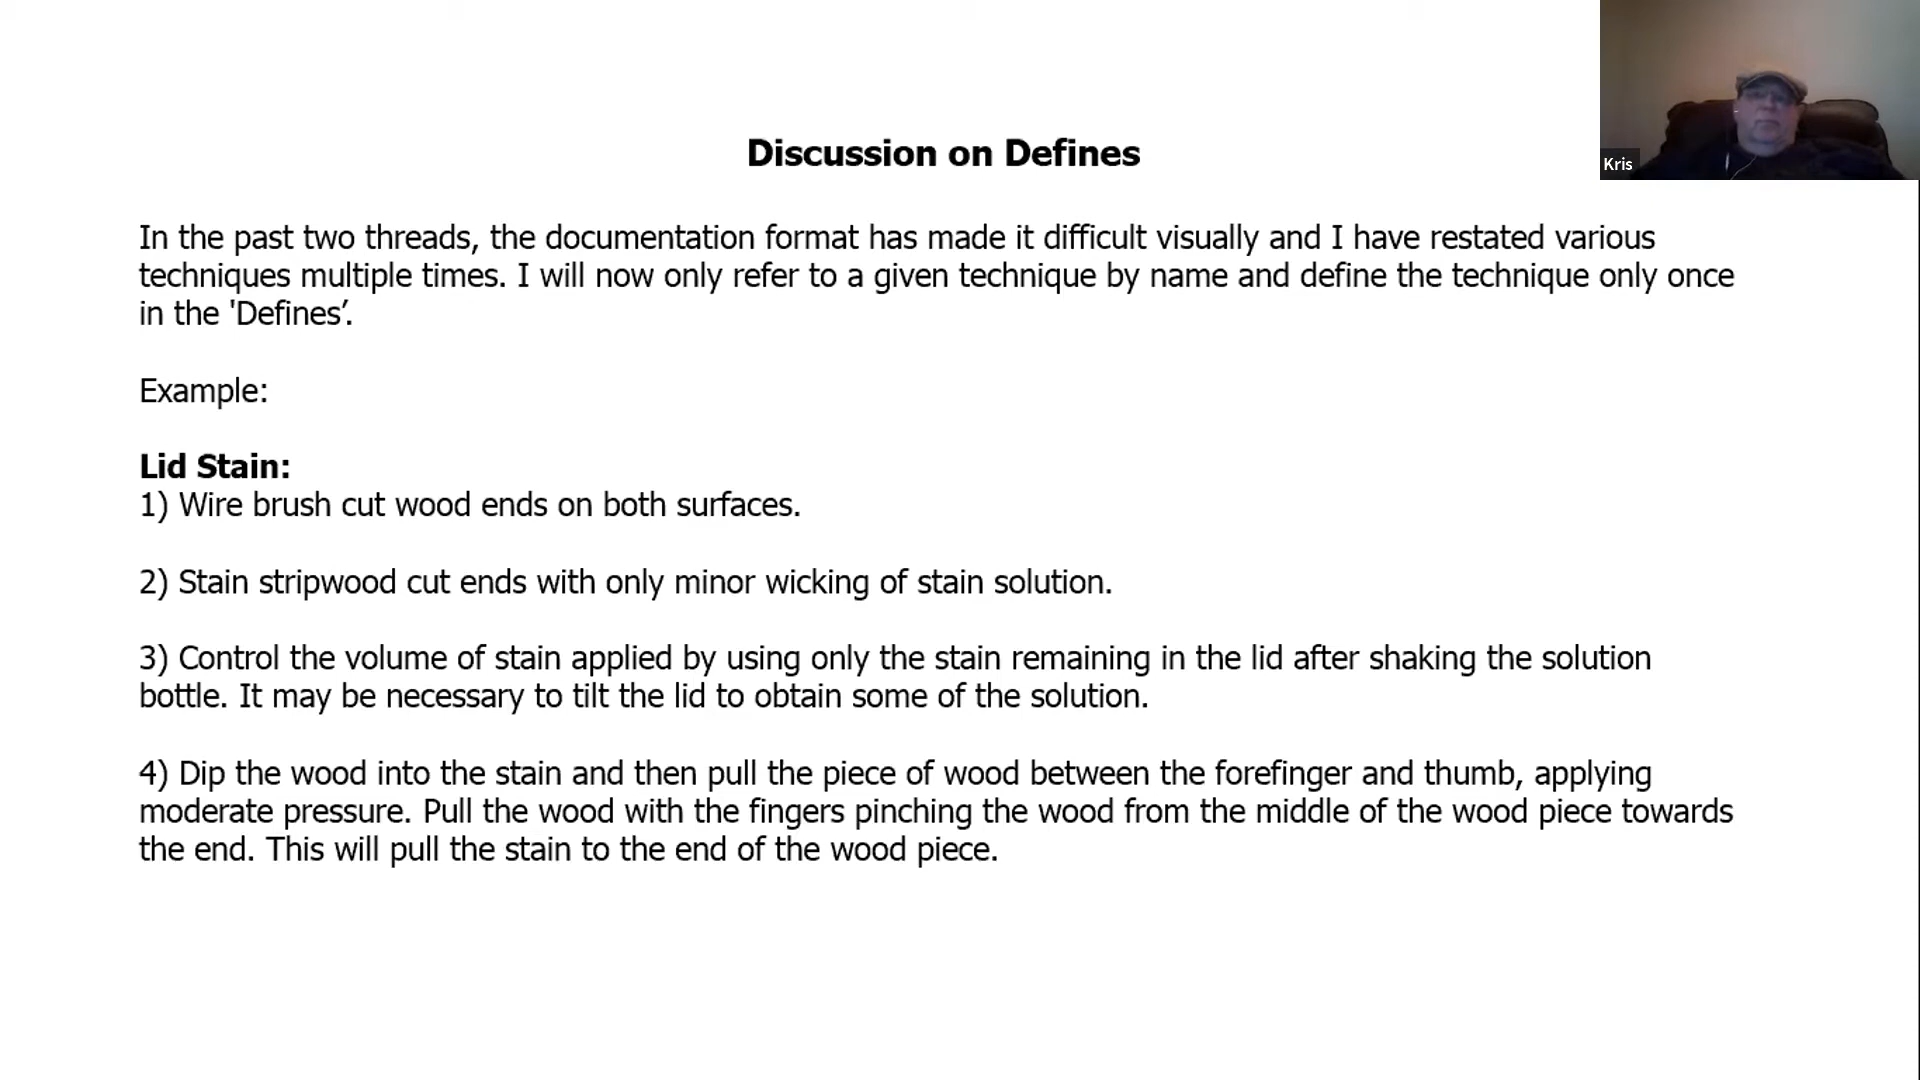 Kris
Discussion on Defines
In the past two threads, the documentation format has made it difficult visually and I have restated various
techniques multiple times. I will now only refer to a given technique by name and define the technique only once
in the 'Defines’.
Example:
Lid Stain:
1) Wire brush cut wood ends on both surfaces.
2) Stain stripwood cut ends with only minor wicking of stain solution.
3) Control the volume of stain applied by using only the stain remaining in the lid after shaking the solution
bottle. It may be necessary to tilt the lid to obtain some of the solution.
4) Dip the wood into the stain and then pull the piece of wood between the forefinger and thumb, applying
moderate pressure. Pull the wood with the fingers pinching the wood from the middle of the wood piece towards
the end. This will pull the stain to the end of the wood piece.